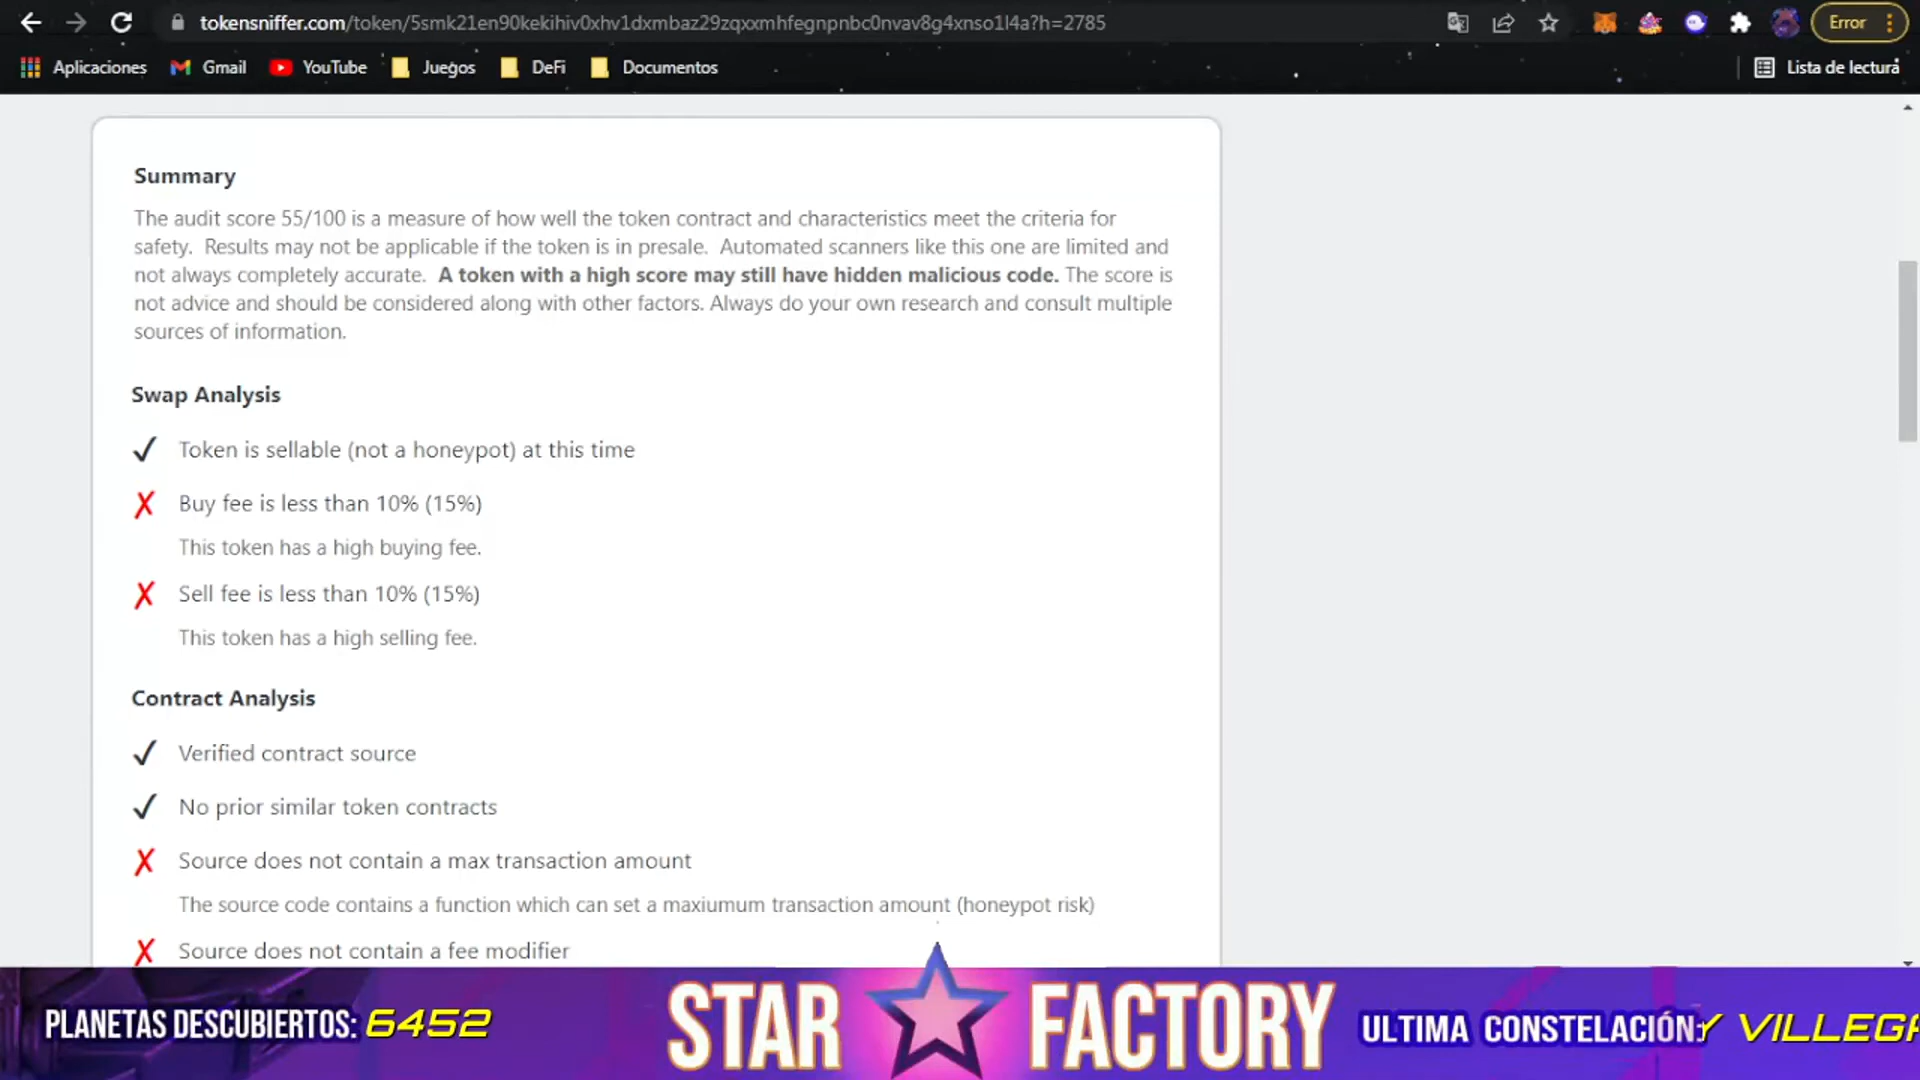 tokensniffer.com/token/5smk21en90kekihiv0xhv1dxmbaz29zqxxmhfegnpnbc0nvav8g4xnso1l4a?h=2785
Error
Aplicaciones
Gmail
YouTube
Juegos
DeFi
Documentos
Lista de lectura
Summary
The audit score 55/100 is a measure of how well the token contract and characteristics meet the criteria for
safety. Results may not be applicable if the token is in presale. Automated scanners like this one are limited and
not always completely accurate. A token with a high score may still have hidden malicious code. The score is
not advice and should be considered along with other factors. Always do your own research and consult multiple
sources of information.
Swap Analysis
Token is sellable (not a honeypot) at this time
Buy fee is less than 10% (15%)
This token has a high buying fee.
Sell fee is less than 10% (15%)
This token has a high selling fee.
Contract Analysis
Verified contract source
No prior similar token contracts
Source does not contain a max transaction amount
The source code contains a function which can set a maxiumum transaction amount (honeypot risk)
Source does not contain a fee modifier
PLANETAS DESCUBIERTOS: 6452
STAR FACTORY
ULTIMA CONSTELACIÓN: Y VILLEGA